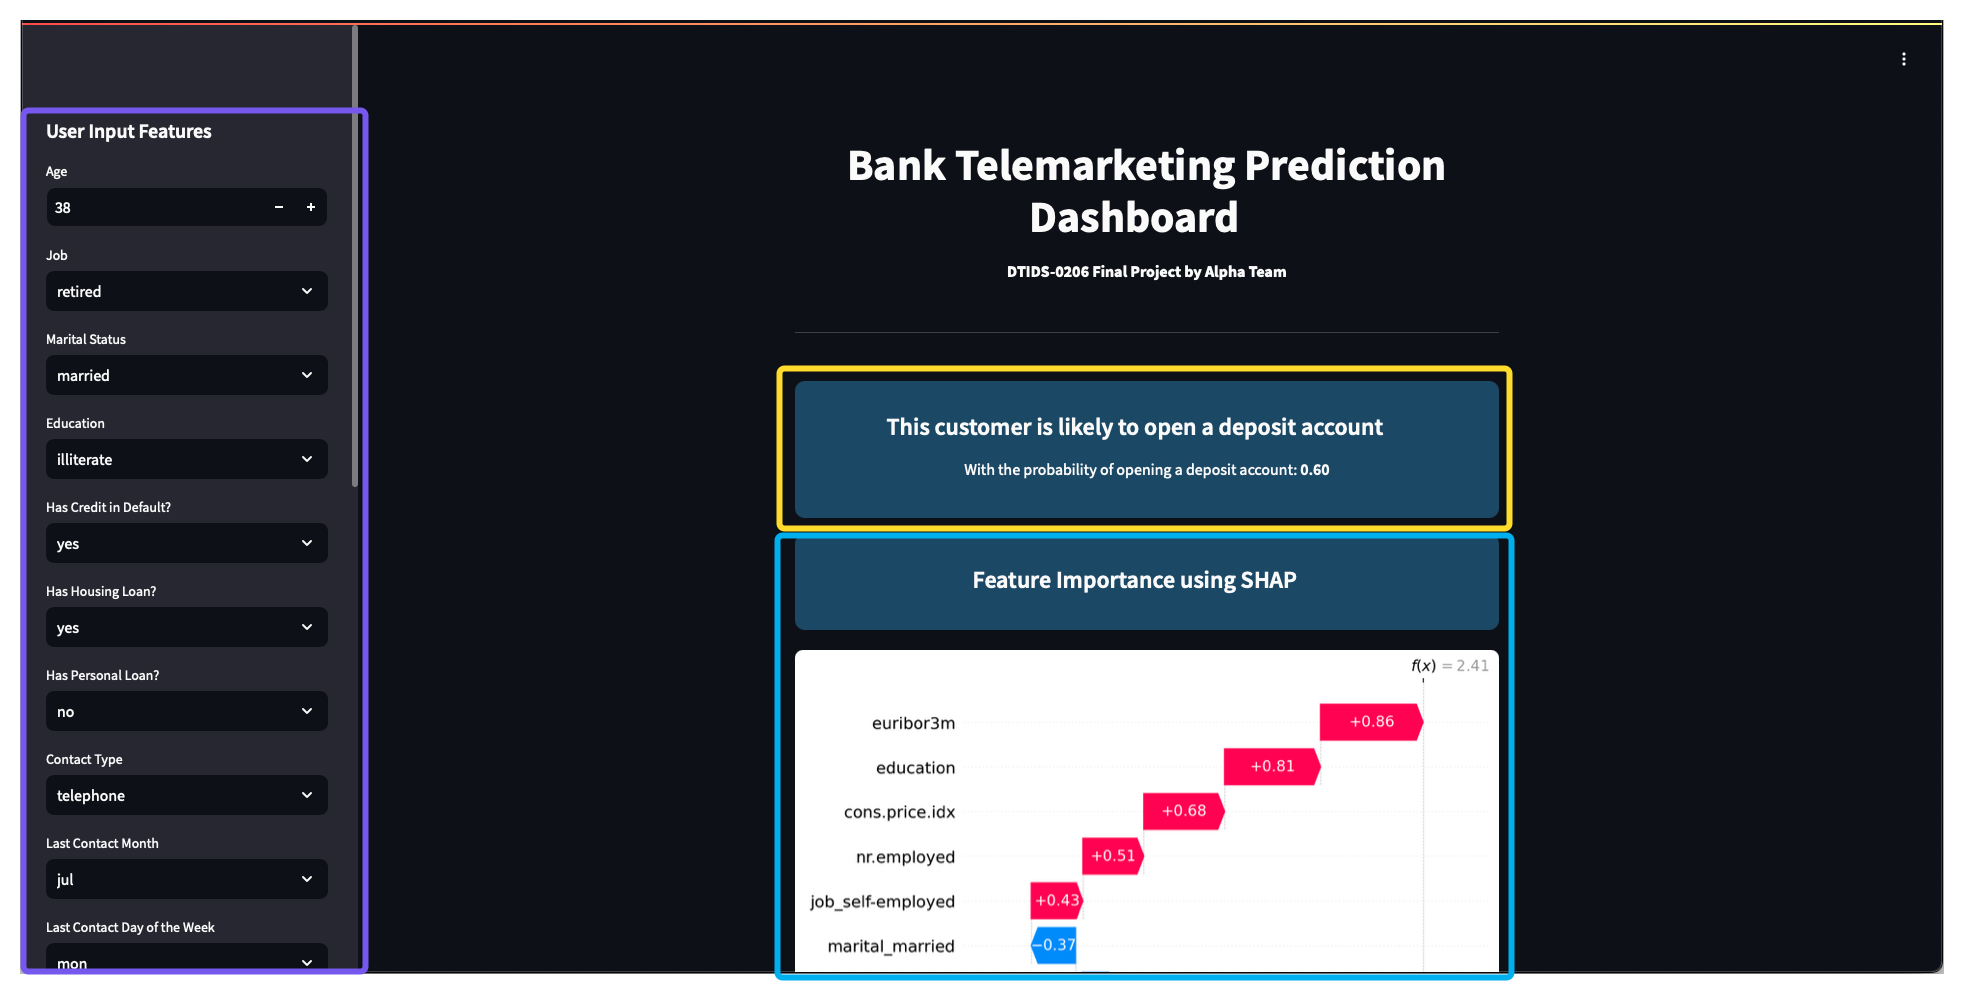 User Input Features
Age
38
Job
retired
Marital Status
married
Education
illiterate
Has Credit in Default?
yes
Has Housing Loan?
yes
Has Personal Loan?
no
Contact Type
telephone
Last Contact Month
jul
Last Contact Day of the Week
mon
Bank Telemarketing Prediction
Dashboard
DTIDS-0206 Final Project by Alpha Team
This customer is likely to open a deposit account
With the probability of opening a deposit account: 0.60
Feature Importance using SHAP
f(x) = 2.41
euribor3m +0.86
education +0.81
cons.price.idx +0.68
nr.employed +0.51
job_self-employed +0.43
marital_married −0.37